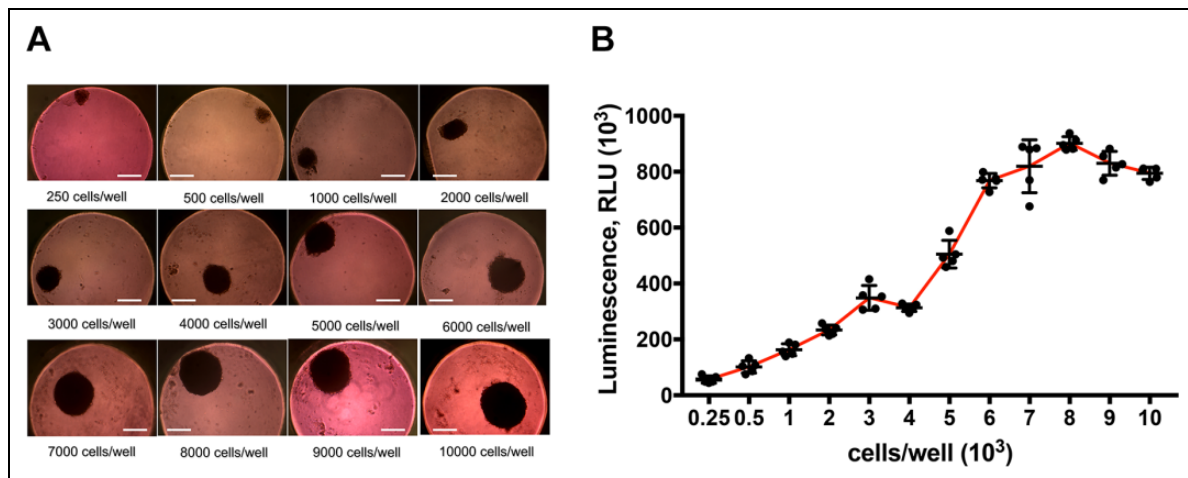 A
250 cells/well 500 cells/well 1000 cells/well 2000 cells/well
3000 cells/well 4000 cells/well 5000 cells/well 6000 cells/well
7000 cells/well 8000 cells/well 9000 cells/well 10000 cells/well
B
Luminescence, RLU (10³)
1000
800
600
400
200
0
0.25 0.5 1 2 3 4 5 6 7 8 9 10
cells/well (10³)